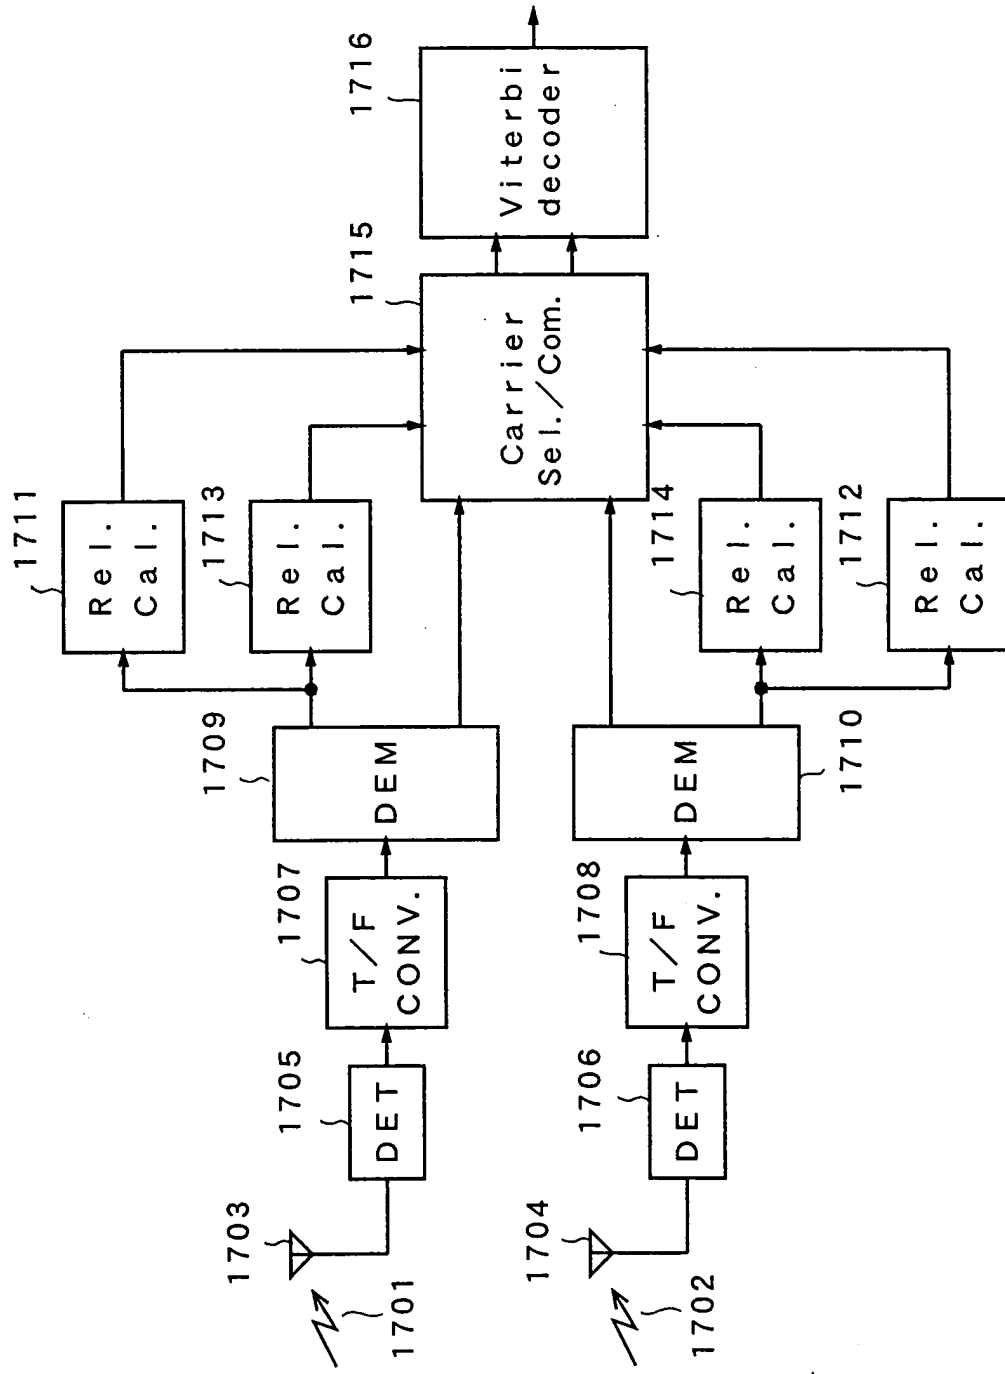 1701
1703
1705
DET
1707
T/F
CONV.
1709
DEM
1711
Rel.
Cal.
1713
Rel.
Cal.
1702
1704
1706
DET
1708
T/F
CONV.
1710
DEM
1714
Rel.
Cal.
1712
Rel.
Cal.
1715
Carrier
Sel./Com.
1716
Viterbi
decoder